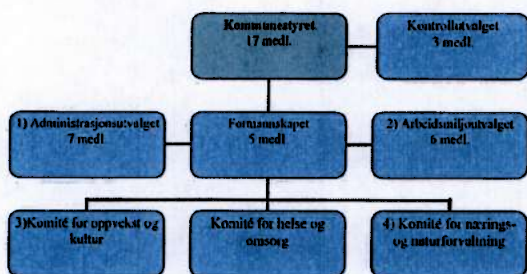 Kommunestyret
17 medl.
Kontrollutvalget
3 medl.
1) Administrasjonsutvalget
7 medl
Formannskapet
5 medl
2) Arbeidsmiljøutvalget
6 medl.
3)Komité for oppvekst og
kultur
Komité for helse og
omsorg
4) Komité for nærings-
og naturforvaltning